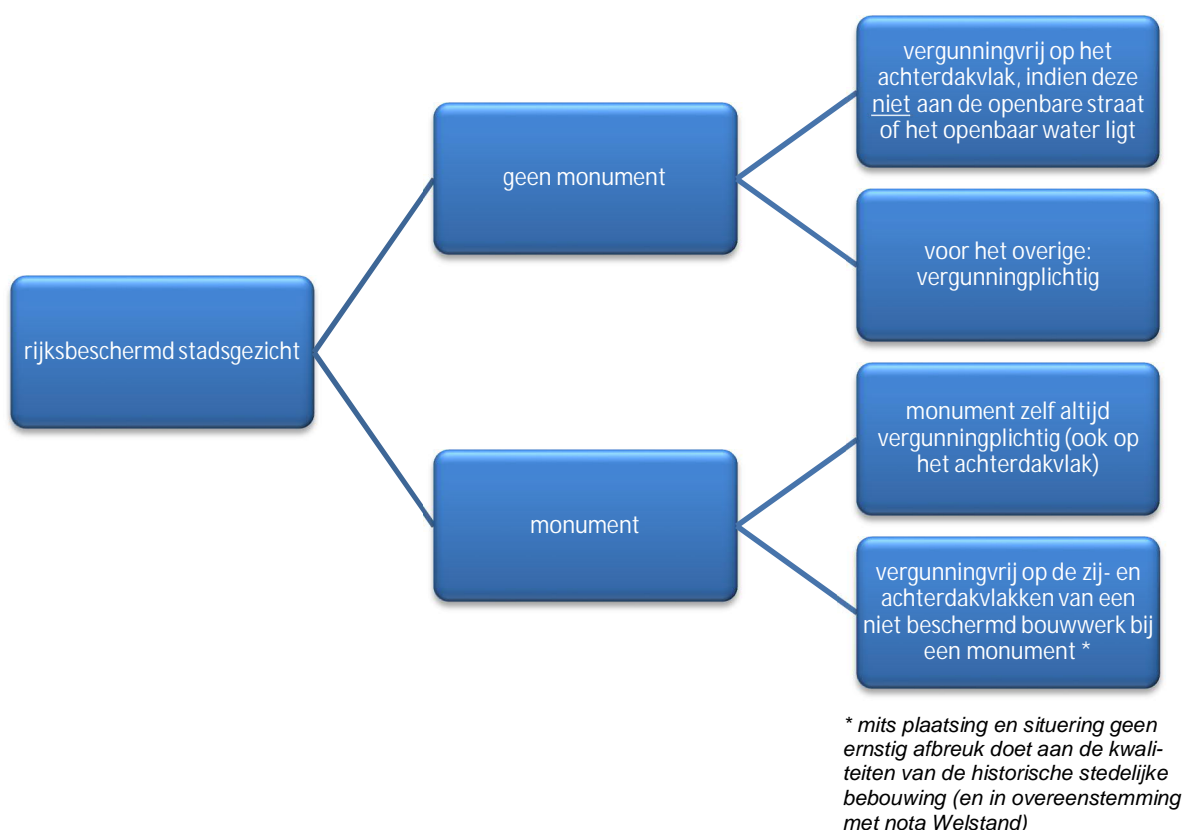 vergunningvrij op het
achterdakvlak, indien deze
niet aan de openbare straat
of het openbaar water ligt
geen monument
voor het overige:
vergunningplichtig
rijksbeschermd stadsgezicht
monument zelf altijd
vergunningplichtig (ook op
het achterdakvlak)
monument
vergunningvrij op de zij- en
achterdakvlakken van een
niet beschermd bouwwerk bij
een monument *
* mits plaatsing en situering geen
ernstig afbreuk doet aan de kwali-
teiten van de historische stedelijke
bebouwing (en in overeenstemming
met nota Welstand)